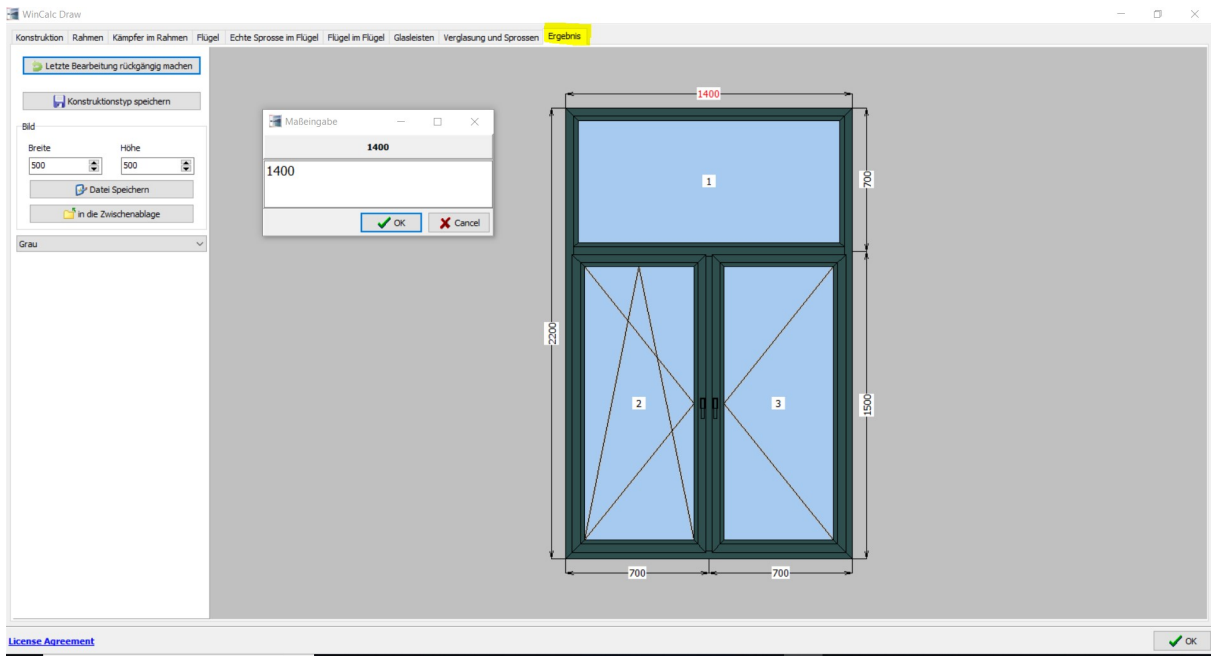 WinCalc Draw
Konstruktion Rahmen Kämpfer im Rahmen Flügel Echte Sprosse im Flügel Flügel im Flügel Glasleisten Verglasung und Sprossen Ergebnis
Letzte Bearbeitung rückgängig machen
Konstruktionstyp speichern
Bild
Breite Höhe
500 500
Datei Speichern
in die Zwischenablage
Grau
Maßeingabe
1400
1400
OK Cancel
1400
1
700
2200
2
3
1500
700 700
License Agreement
OK